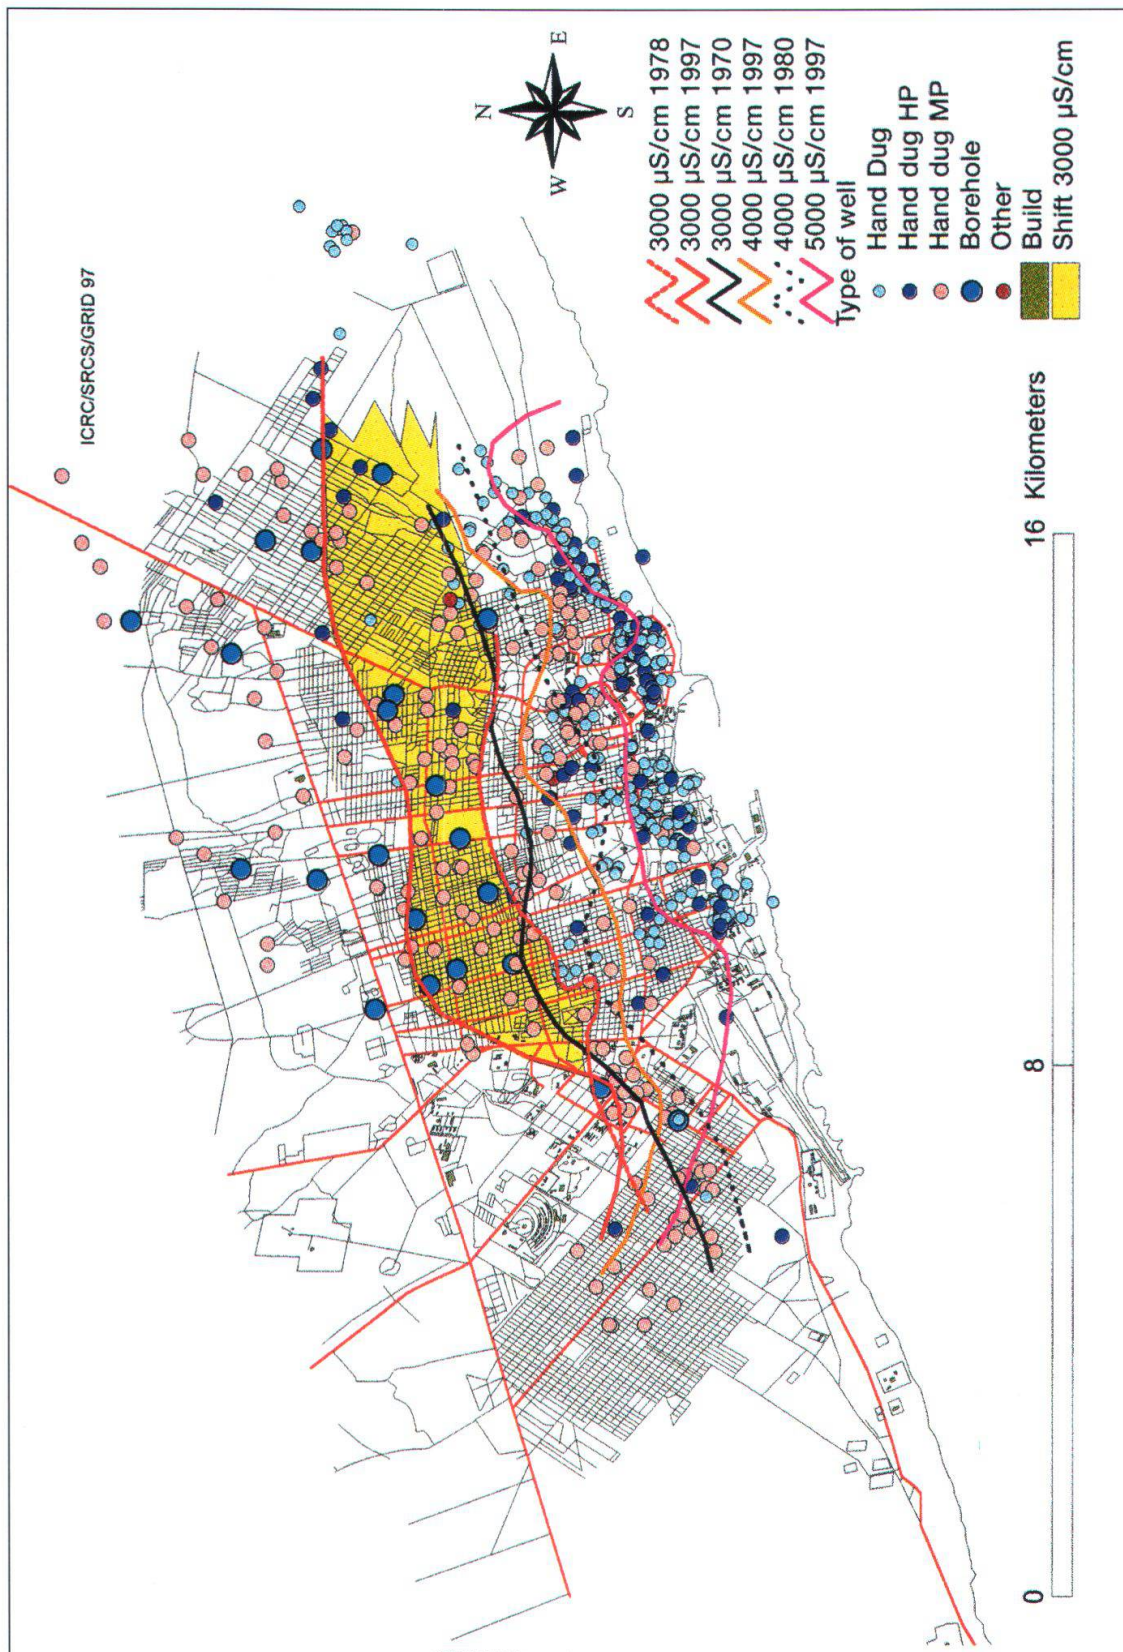 ICRC/SRCS/GRID 97
N
E
W
S
3000 µS/cm 1978
3000 µS/cm 1997
3000 µS/cm 1970
4000 µS/cm 1997
4000 µS/cm 1980
5000 µS/cm 1997
Type of well
Hand Dug
Hand dug HP
Hand dug MP
Borehole
Other
Build
Shift 3000 µS/cm
0 8 16 Kilometers